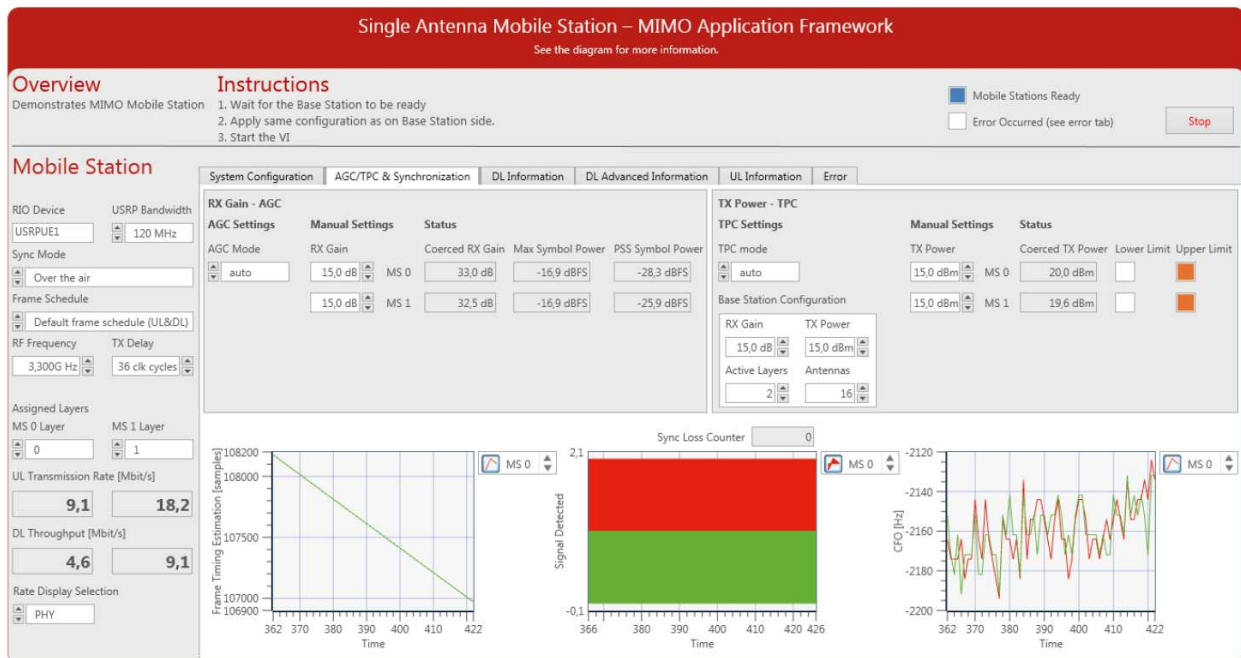 Single Antenna Mobile Station – MIMO Application Framework
See the diagram for more information.
Overview
Demonstrates MIMO Mobile Station
Instructions
1. Wait for the Base Station to be ready
2. Apply same configuration as on Base Station side.
3. Start the VI
Mobile Stations Ready
Error Occurred (see error tab)
Stop
Mobile Station
RIO Device USRP Bandwidth
USRPUE1 120 MHz
Sync Mode
Over the air
Frame Schedule
Default frame schedule (UL&DL)
RF Frequency TX Delay
3,300G Hz 36 clk cycles
Assigned Layers
MS 0 Layer MS 1 Layer
0 1
UL Transmission Rate [Mbit/s]
9,1 18,2
DL Throughput [Mbit/s]
4,6 9,1
Rate Display Selection
PHY
System Configuration AGC/TPC & Synchronization DL Information DL Advanced Information UL Information Error
RX Gain - AGC
AGC Settings Manual Settings Status
AGC Mode RX Gain Coerced RX Gain Max Symbol Power PSS Symbol Power
auto 15,0 dB MS 0 33,0 dB -16,9 dBFS -28,3 dBFS
15,0 dB MS 1 32,5 dB -16,9 dBFS -25,9 dBFS
TX Power - TPC
TPC Settings Manual Settings Status
TPC mode TX Power Coerced TX Power Lower Limit Upper Limit
auto 15,0 dBm MS 0 20,0 dBm
15,0 dBm MS 1 19,6 dBm
Base Station Configuration
RX Gain TX Power
15,0 dB 15,0 dBm
Active Layers Antennas
2 16
Sync Loss Counter 0
Frame Timing Estimation [samples]
108200
108000
107500
107000
106900
362 370 380 390 400 410 422
Time
MS 0
Signal Detected
2,1
-0,1
366 380 390 400 410 420 426
Time
MS 0
CFO [Hz]
-2120
-2140
-2160
-2180
-2200
362 370 380 390 400 410 422
Time
MS 0